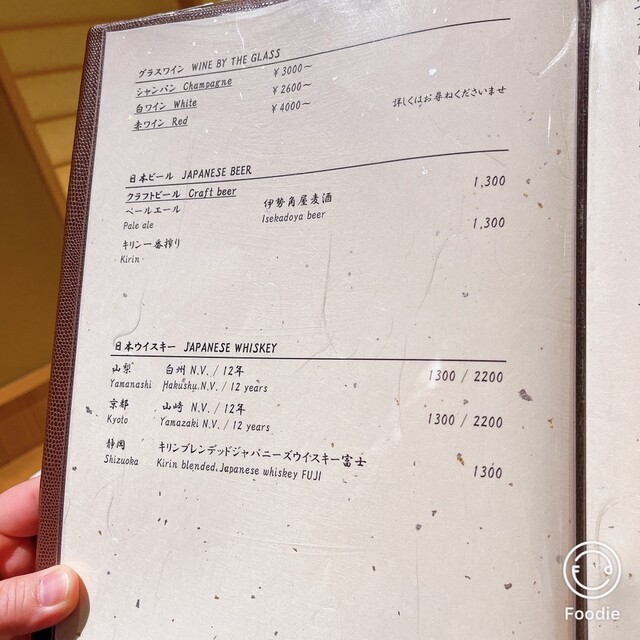 グラスワイン WINE BY THE GLASS
シャンパン Champagne ￥3000～
白ワイン White ￥2600～
赤ワイン Red ￥4000～ 詳しくはお尋ねくださいませ
日本ビール JAPANESE BEER
クラフトビール Craft beer
ペールエール 伊勢角屋麦酒 1,300
Pale ale Isekadoya beer
キリン一番搾り 1,300
Kirin
日本ウイスキー JAPANESE WHISKEY
山梨 白州 N.V. / 12年 1300 / 2200
Yamanashi Hakushu N.V. / 12 years
京都 山崎 N.V. / 12年 1300 / 2200
Kyoto Yamazaki N.V. / 12 years
静岡 キリンブレンデッドジャパニーズウイスキー富士 1300
Shizuoka Kirin blended Japanese whiskey FUJI
Foodie